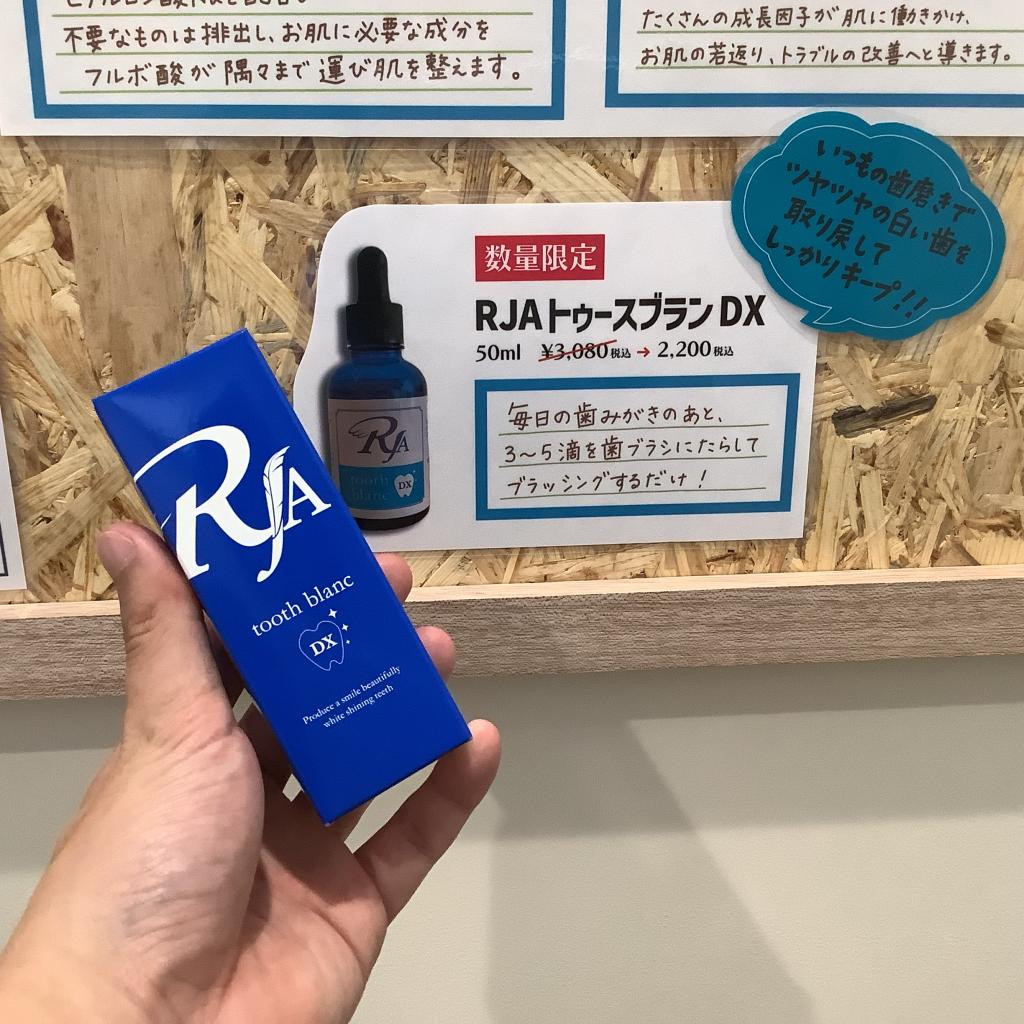 不要なものは排出し、お肌に必要な成分を
フルボ酸が隅々まで運び肌を整えます。
たくさんの成長因子が肌に働きかけ、
お肌の若返り、トラブルの改善へと導きます。
いつもの歯磨きで
ツヤツヤの白い歯を
取り戻して
しっかりキープ!!
数量限定
RJAトゥースブランDX
50ml ¥3,080税込 → 2,200税込
毎日の歯みがきのあと、
3〜5滴を歯ブラシにたらして
ブラッシングするだけ!
RJA
tooth blanc
DX
RJA
tooth blanc
DX
Produce a smile beautifully
white shining teeth